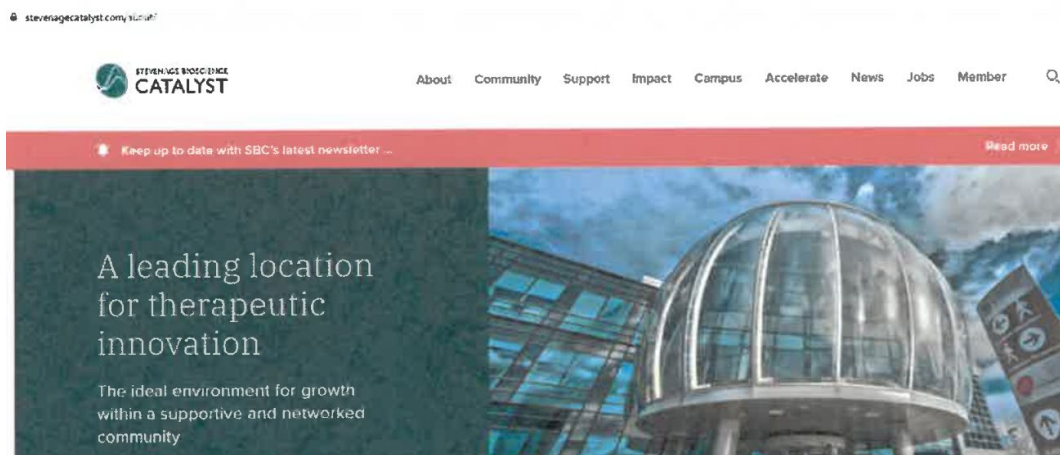 stevenagecatalyst.com/
STEVENAGE BIOSCIENCE
CATALYST
About Community Support Impact Campus Accelerate News Jobs Member
Keep up to date with SBC's latest newsletter ...
Read more
A leading location
for therapeutic
innovation
The ideal environment for growth
within a supportive and networked
community